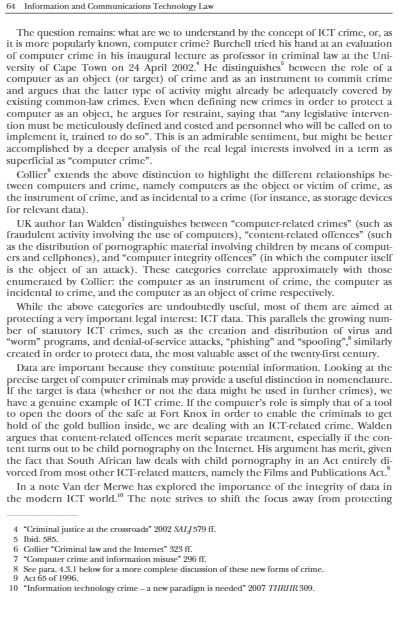 64 Information and Communications Technology Law
The question remains: what are we to understand by the concept of ICT crime, or, as
it is more popularly known, computer crime? Burchell tried his hand at an evaluation
of computer crime in his inaugural lecture as professor in criminal law at the Uni-
versity of Cape Town on 24 April 2002.4 He distinguishes5 between the role of a
computer as an object (or target) of crime and as an instrument to commit crime
and argues that the latter type of activity might already be adequately covered by
existing common-law crimes. Even when defining new crimes in order to protect a
computer as an object, he argues for restraint, saying that “any legislative interven-
tion must be meticulously defined and costed and personnel who will be called on to
implement it, trained to do so”. This is an admirable sentiment, but might be better
accomplished by a deeper analysis of the real legal interests involved in a term as
superficial as “computer crime”.
Collier6 extends the above distinction to highlight the different relationships be-
tween computers and crime, namely computers as the object or victim of crime, as
the instrument of crime, and as incidental to a crime (for instance, as storage devices
for relevant data).
UK author Ian Walden7 distinguishes between “computer-related crimes” (such as
fraudulent activity involving the use of computers), “content-related offences” (such
as the distribution of pornographic material involving children by means of comput-
ers and cellphones), and “computer integrity offences” (in which the computer itself
is the object of an attack). These categories correlate approximately with those
enumerated by Collier: the computer as an instrument of crime, the computer as
incidental to crime, and the computer as an object of crime respectively.
While the above categories are undoubtedly useful, most of them are aimed at
protecting a very important legal interest: ICT data. This parallels the growing num-
ber of statutory ICT crimes, such as the creation and distribution of virus and
“worm” programs, and denial-of-service attacks, “phishing” and “spoofing”,8 similarly
created in order to protect data, the most valuable asset of the twenty-first century.
Data are important because they constitute potential information. Looking at the
precise target of computer criminals may provide a useful distinction in nomenclature.
If the target is data (whether or not the data might be used in further crimes), we
have a genuine example of ICT crime. If the computer’s role is simply that of a tool
to open the doors of the safe at Fort Knox in order to enable the criminals to get
hold of the gold bullion inside, we are dealing with an ICT-related crime. Walden
argues that content-related offences merit separate treatment, especially if the con-
tent turns out to be child pornography on the Internet. His argument has merit, given
the fact that South African law deals with child pornography in an Act entirely di-
vorced from most other ICT-related matters, namely the Films and Publications Act.9
In a note Van der Merwe has explored the importance of the integrity of data in
the modern ICT world.10 The note strives to shift the focus away from protecting
4 “Criminal justice at the crossroads” 2002 SALJ 579 ff.
5 Ibid. 585.
6 Collier “Criminal law and the Internet” 323 ff.
7 “Computer crime and information misuse” 296 ff.
8 See para. 4.3.1 below for a more complete discussion of these new forms of crime.
9 Act 65 of 1996.
10 “Information technology crime – a new paradigm is needed” 2007 THRHR 309.